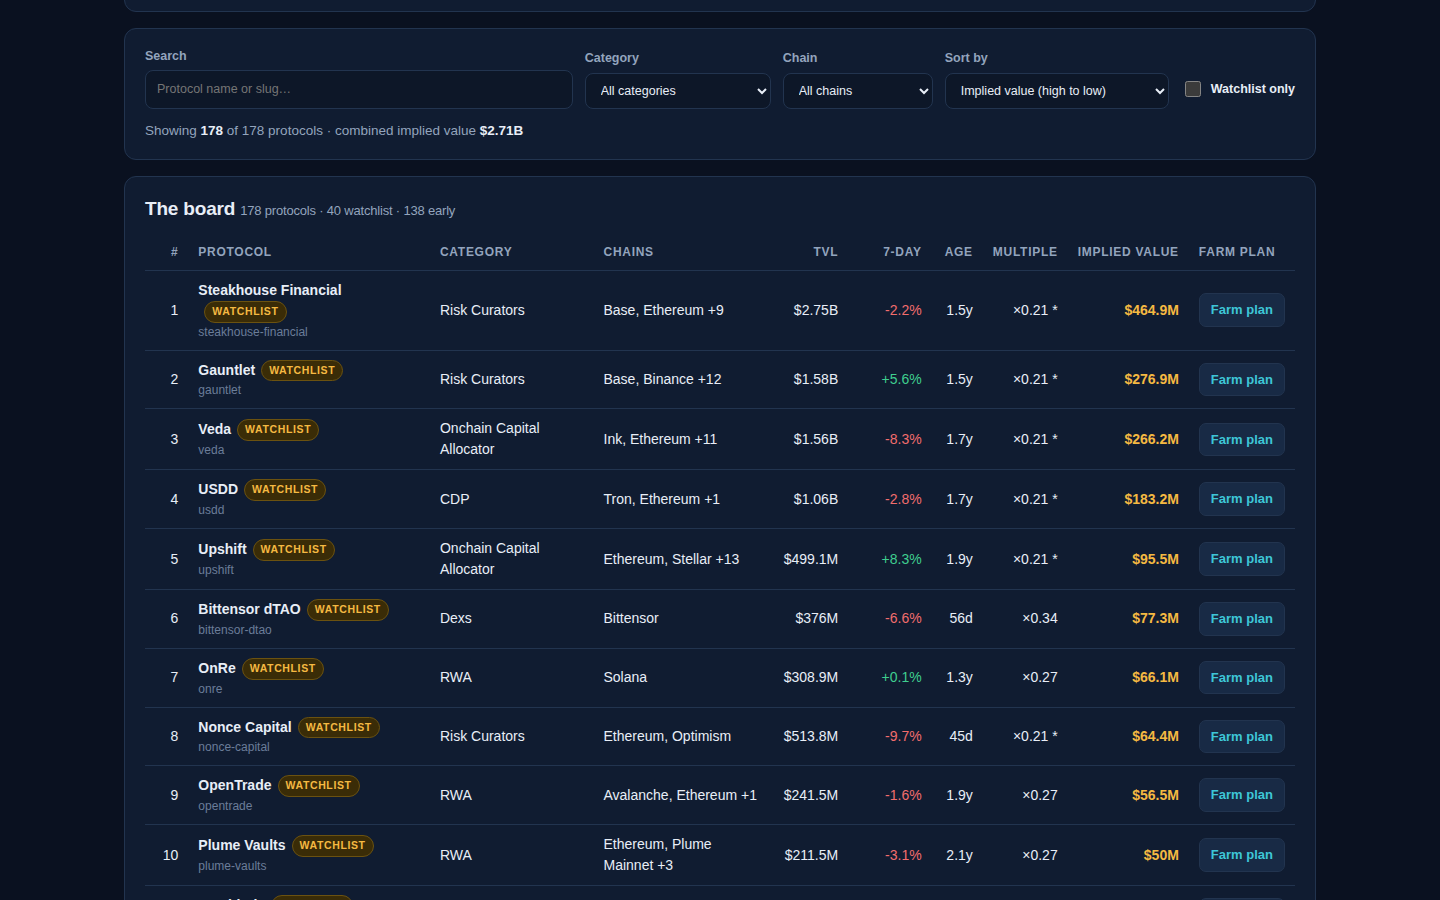 Search
Category
Chain
Sort by
Protocol name or slug…
All categories
All chains
Implied value (high to low)
Watchlist only
Showing 178 of 178 protocols · combined implied value $2.71B
The board 178 protocols · 40 watchlist · 138 early
# PROTOCOL CATEGORY CHAINS TVL 7-DAY AGE MULTIPLE IMPLIED VALUE FARM PLAN
Steakhouse Financial
WATCHLIST
steakhouse-financial
1 Risk Curators Base, Ethereum +9 $2.75B -2.2% 1.5y ×0.21 * $464.9M Farm plan
Gauntlet WATCHLIST
gauntlet
2 Risk Curators Base, Binance +12 $1.58B +5.6% 1.5y ×0.21 * $276.9M Farm plan
Veda WATCHLIST
veda
3 Onchain Capital
Allocator
Ink, Ethereum +11 $1.56B -8.3% 1.7y ×0.21 * $266.2M Farm plan
USDD WATCHLIST
usdd
4 CDP Tron, Ethereum +1 $1.06B -2.8% 1.7y ×0.21 * $183.2M Farm plan
Upshift WATCHLIST
upshift
5 Onchain Capital
Allocator
Ethereum, Stellar +13 $499.1M +8.3% 1.9y ×0.21 * $95.5M Farm plan
Bittensor dTAO WATCHLIST
bittensor-dtao
6 Dexs Bittensor $376M -6.6% 56d ×0.34 $77.3M Farm plan
OnRe WATCHLIST
onre
7 RWA Solana $308.9M +0.1% 1.3y ×0.27 $66.1M Farm plan
Nonce Capital WATCHLIST
nonce-capital
8 Risk Curators Ethereum, Optimism $513.8M -9.7% 45d ×0.21 * $64.4M Farm plan
OpenTrade WATCHLIST
opentrade
9 RWA Avalanche, Ethereum +1 $241.5M -1.6% 1.9y ×0.27 $56.5M Farm plan
Plume Vaults WATCHLIST
plume-vaults
10 RWA Ethereum, Plume
Mainnet +3
$211.5M -3.1% 2.1y ×0.27 $50M Farm plan